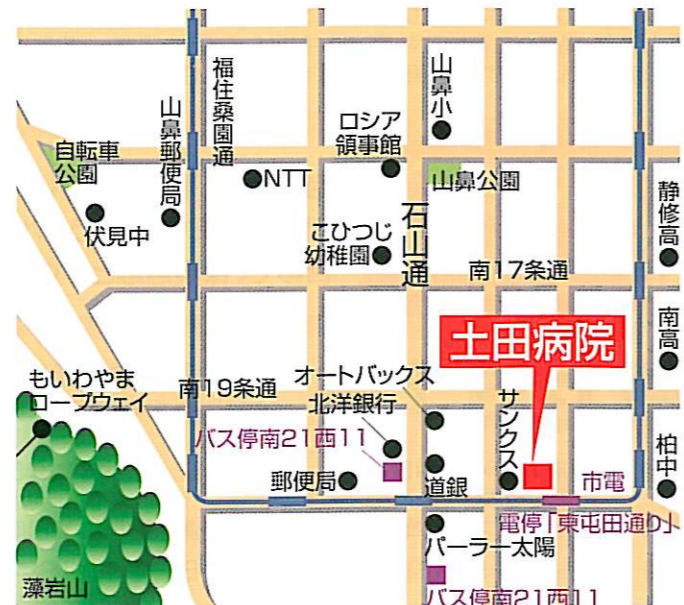 福住桑園通
山鼻小
山鼻郵便局
ロシア
領事館
自転車
公園
NTT
山鼻公園
静修高
伏見中
こひつじ
幼稚園
石山通
南17条通
南高
土田病院
もいわやま
ロープウェイ
南19条通
オートバックス
北洋銀行
サンクス
バス停南21西11
柏中
郵便局
道銀
市電
電停「東屯田通り」
パーラー太陽
藻岩山
バス停南21西11